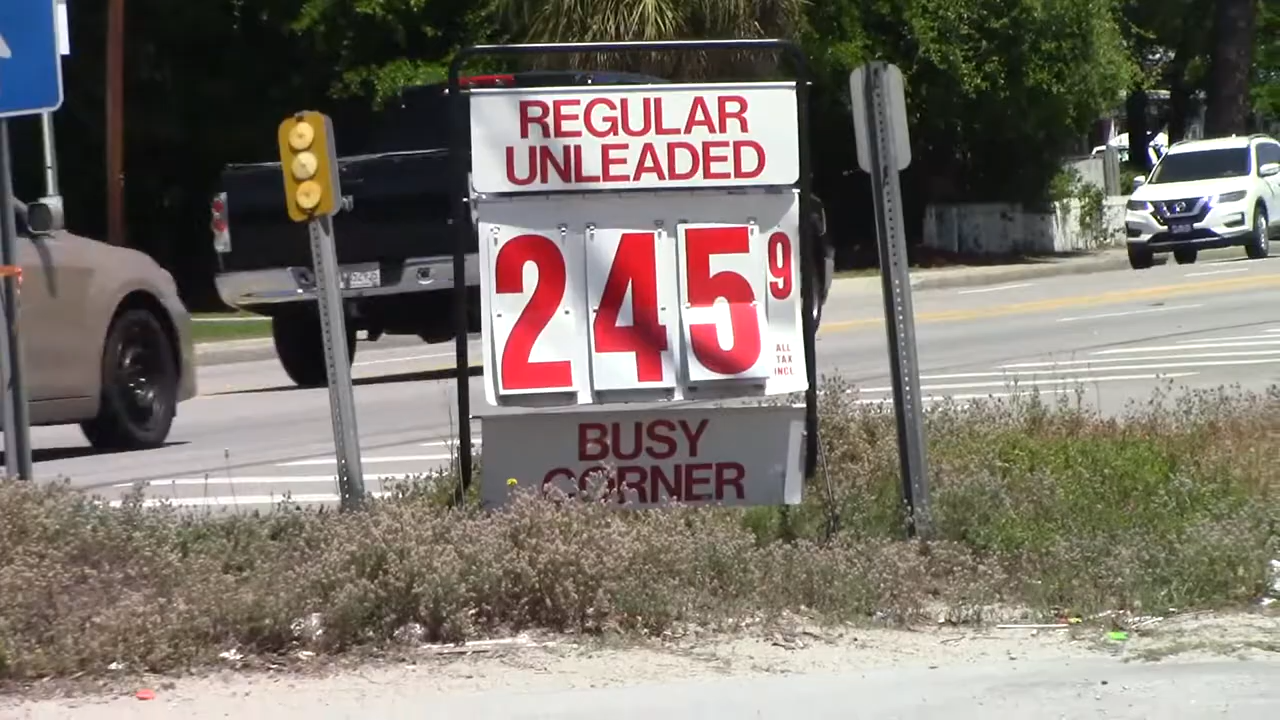 REGULAR
UNLEADED
2459
ALL
TAX
INCL
BUSY
CORNER